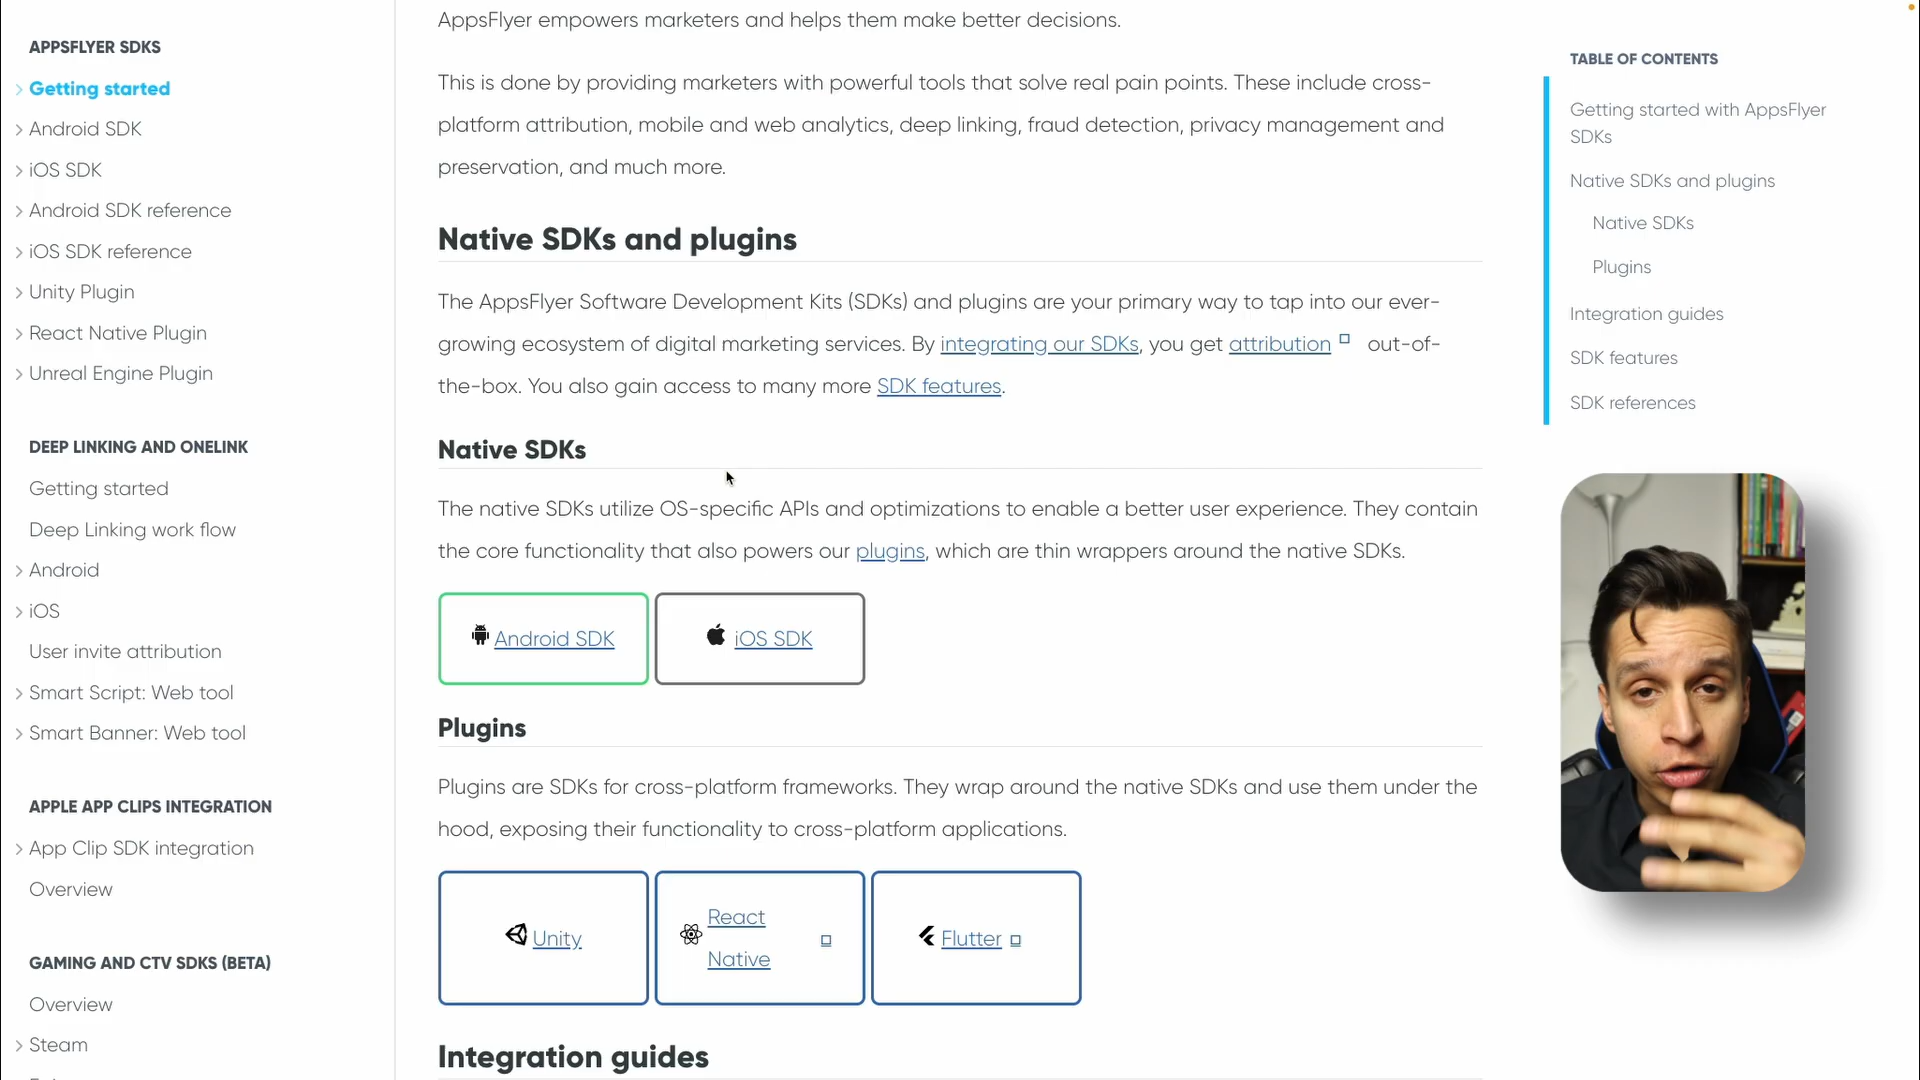 APPSFLYER SDKS
Getting started
Android SDK
iOS SDK
Android SDK reference
iOS SDK reference
Unity Plugin
React Native Plugin
Unreal Engine Plugin
DEEP LINKING AND ONELINK
Getting started
Deep Linking work flow
Android
iOS
User invite attribution
Smart Script: Web tool
Smart Banner: Web tool
APPLE APP CLIPS INTEGRATION
App Clip SDK integration
Overview
GAMING AND CTV SDKS (BETA)
Overview
Steam
AppsFlyer empowers marketers and helps them make better decisions.
This is done by providing marketers with powerful tools that solve real pain points. These include cross-
platform attribution, mobile and web analytics, deep linking, fraud detection, privacy management and
preservation, and much more.
Native SDKs and plugins
The AppsFlyer Software Development Kits (SDKs) and plugins are your primary way to tap into our ever-
growing ecosystem of digital marketing services. By integrating our SDKs, you get attribution out-of-
the-box. You also gain access to many more SDK features.
Native SDKs
The native SDKs utilize OS-specific APIs and optimizations to enable a better user experience. They contain
the core functionality that also powers our plugins, which are thin wrappers around the native SDKs.
Android SDK
iOS SDK
Plugins
Plugins are SDKs for cross-platform frameworks. They wrap around the native SDKs and use them under the
hood, exposing their functionality to cross-platform applications.
Unity
React
Native
Flutter
Integration guides
TABLE OF CONTENTS
Getting started with AppsFlyer
SDKs
Native SDKs and plugins
Native SDKs
Plugins
Integration guides
SDK features
SDK references